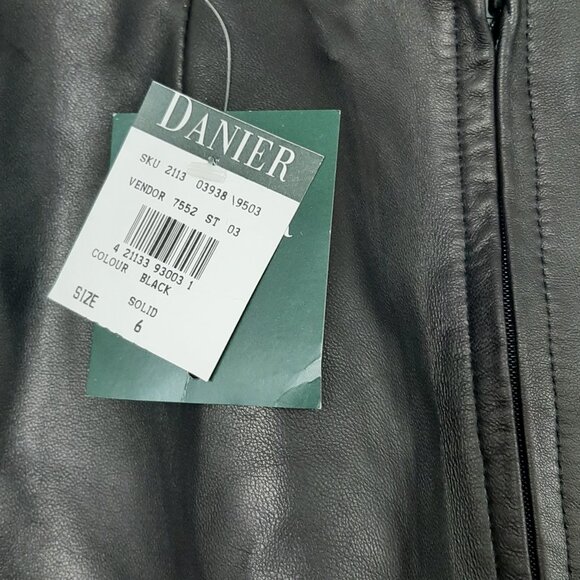 DANIER
SKU 2113 03938 \9503
VENDOR 7552 ST 03
4 21133 93003 1
COLOUR BLACK
SOLID
SIZE 6